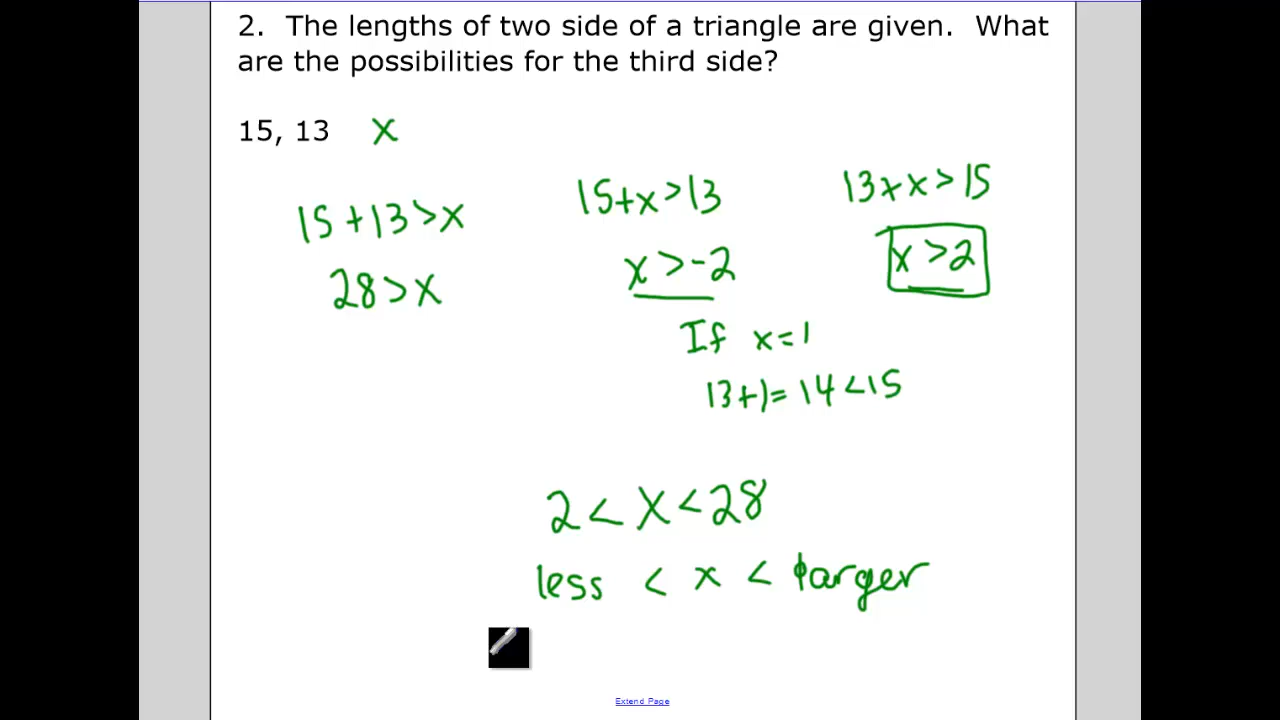 2. The lengths of two side of a triangle are given. What
are the possibilities for the third side?
15, 13 x
15+13>x
28>x
15+x>13
x>-2
If x=1
13+1=14<15
13+x>15
x>2
2<x<28
less < x < larger
Extend Page